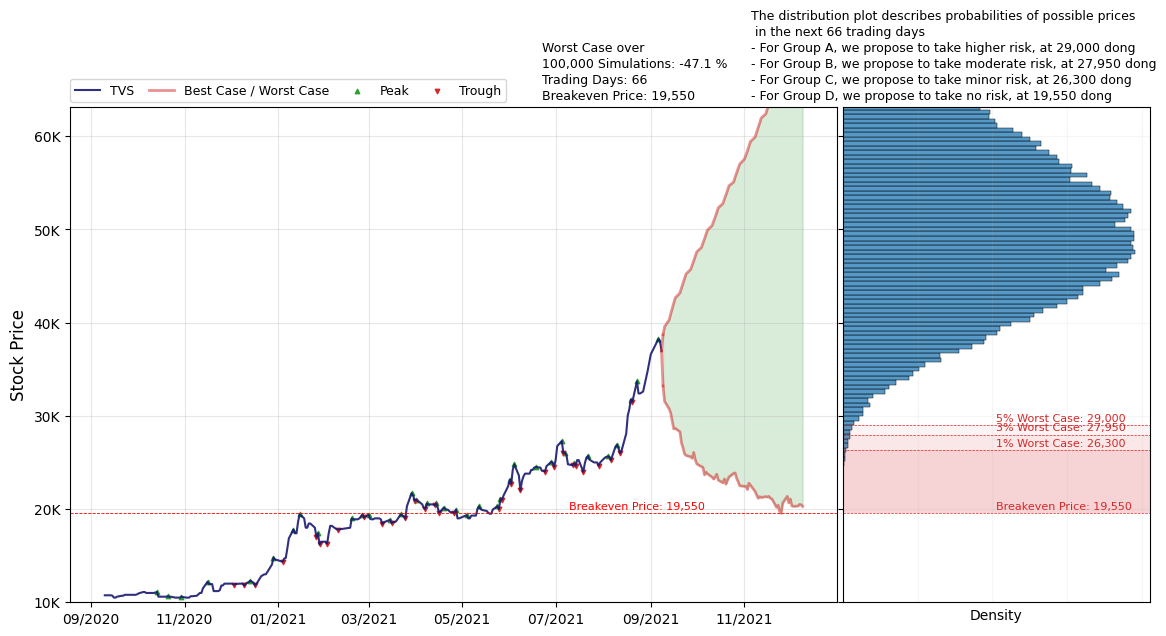 The distribution plot describes probabilities of possible prices
in the next 66 trading days
- For Group A, we propose to take higher risk, at 29,000 dong
- For Group B, we propose to take moderate risk, at 27,950 dong
- For Group C, we propose to take minor risk, at 26,300 dong
- For Group D, we propose to take no risk, at 19,550 dong
Worst Case over
100,000 Simulations: -47.1 %
Trading Days: 66
Breakeven Price: 19,550
TVS
Best Case / Worst Case
Peak
Trough
Stock Price
60K
50K
40K
30K
20K
10K
Breakeven Price: 19,550
09/2020
11/2020
01/2021
03/2021
05/2021
07/2021
09/2021
11/2021
5% Worst Case: 29,000
3% Worst Case: 27,950
1% Worst Case: 26,300
Breakeven Price: 19,550
Density